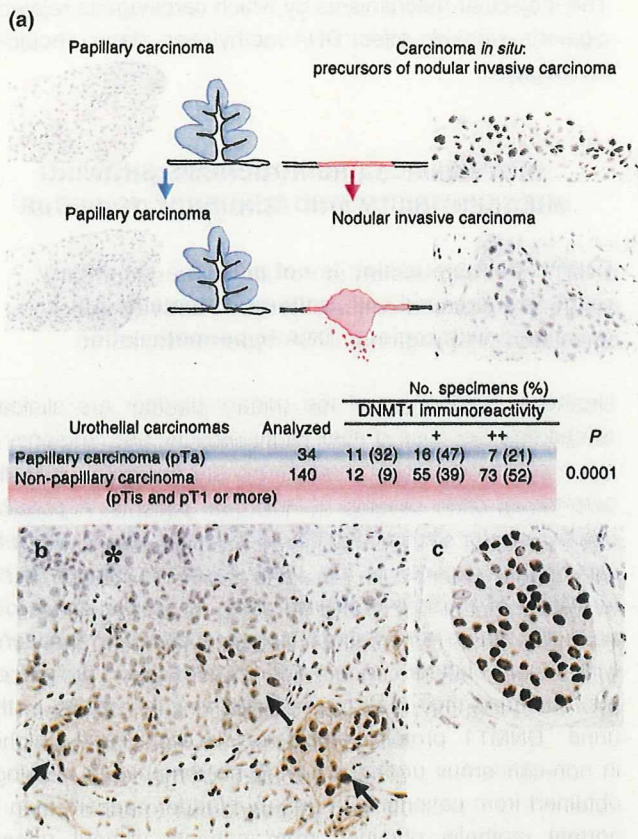 (a)
Papillary carcinoma
Carcinoma in situ:
precursors of nodular invasive carcinoma
Papillary carcinoma
Nodular invasive carcinoma
No. specimens (%)
DNMT1 immunoreactivity
Urothelial carcinomas Analyzed - + ++ P
Papillary carcinoma (pTa) 34 11 (32) 16 (47) 7 (21)
Non-papillary carcinoma 140 12 (9) 55 (39) 73 (52) 0.0001
(pTis and pT1 or more)
b * c